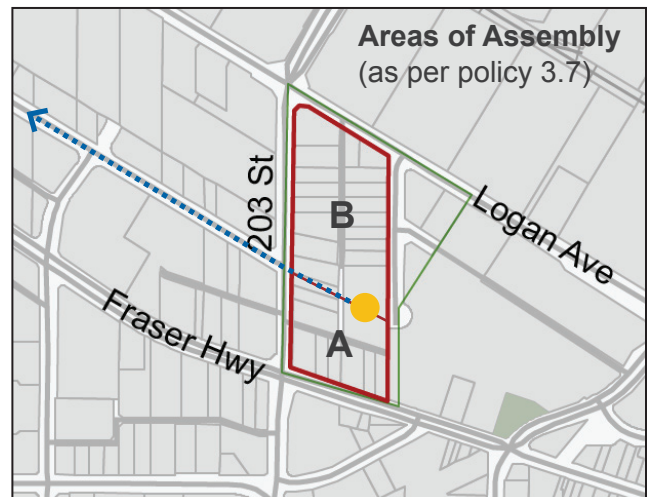 Areas of Assembly
(as per policy 3.7)
203 St
B
Logan Ave
A
Fraser Hwy